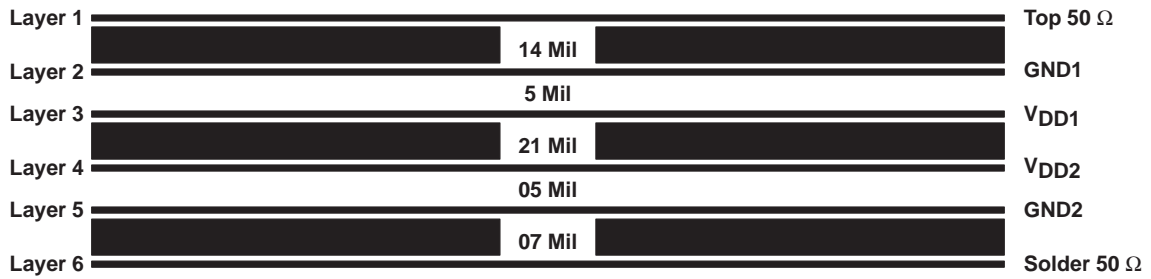 Layer 1 Top 50 Ω
14 Mil
Layer 2 GND1
5 Mil
Layer 3 VDD1
21 Mil
Layer 4 VDD2
05 Mil
Layer 5 GND2
07 Mil
Layer 6 Solder 50 Ω